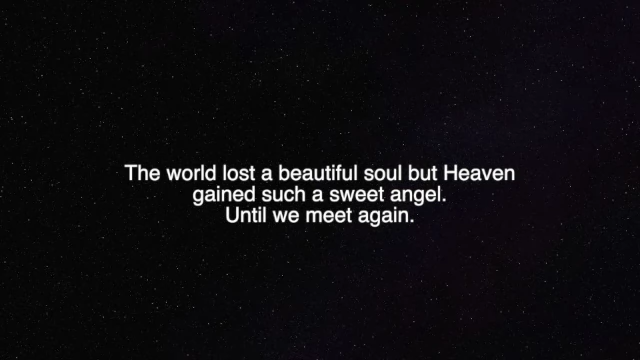 The world lost a beautiful soul but Heaven
gained such a sweet angel.
Until we meet again.